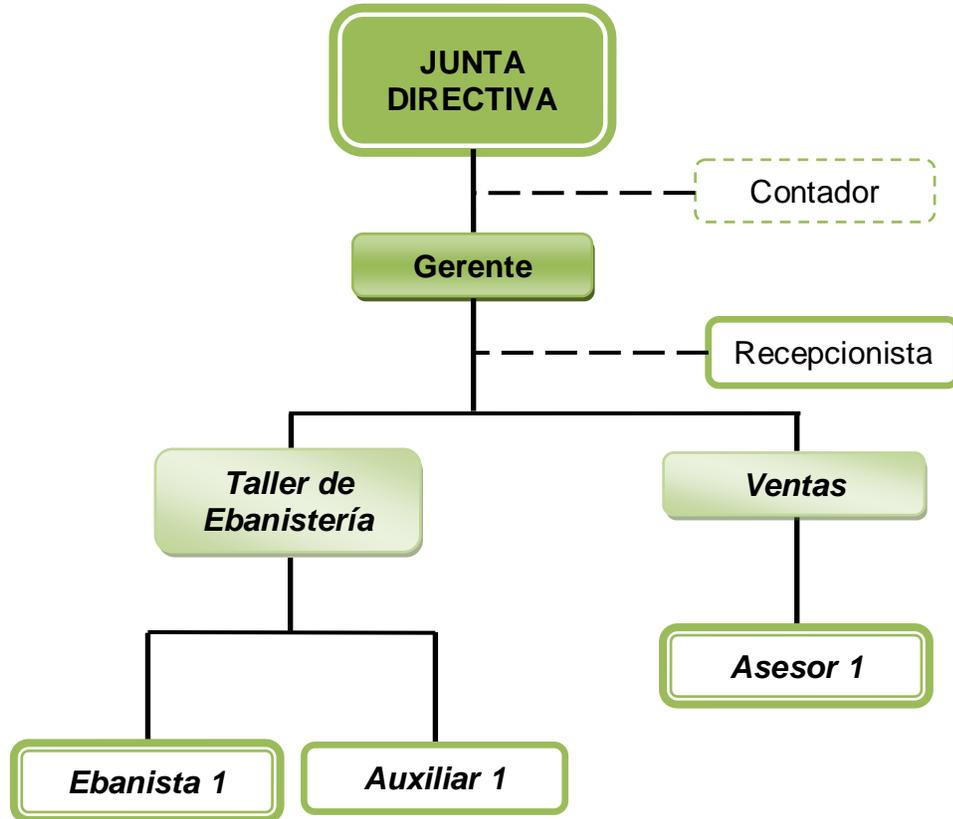 JUNTA
DIRECTIVA
Contador
Gerente
Recepcionista
Taller de
Ebanistería
Ventas
Asesor 1
Ebanista 1
Auxiliar 1